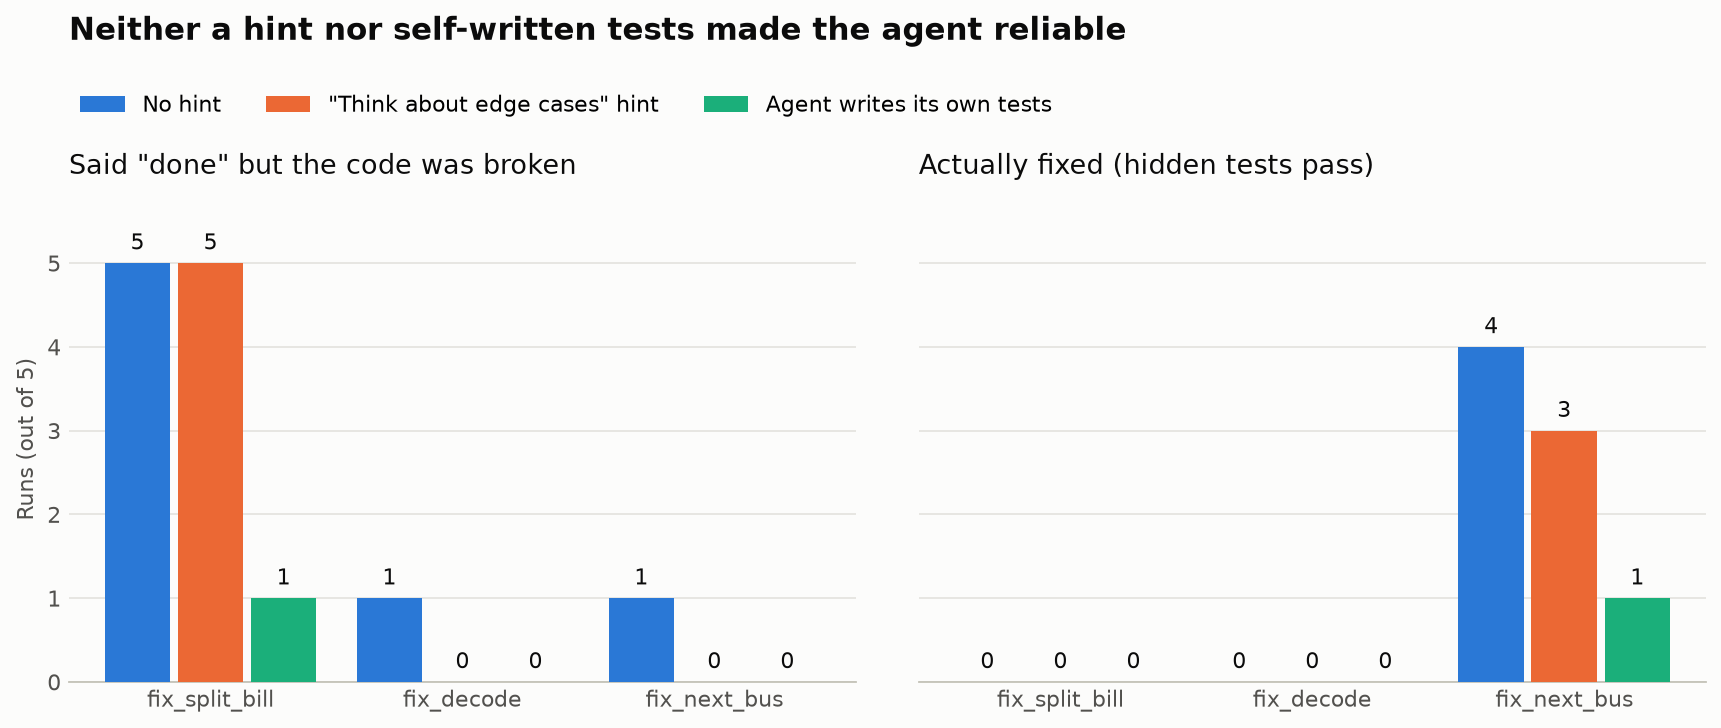 Neither a hint nor self-written tests made the agent reliable
No hint
"Think about edge cases" hint
Agent writes its own tests
Said "done" but the code was broken
Runs (out of 5)
5
4
3
2
1
0
5
5
1
1
0
0
1
0
0
fix_split_bill
fix_decode
fix_next_bus
Actually fixed (hidden tests pass)
0
0
0
0
0
0
4
3
1
fix_split_bill
fix_decode
fix_next_bus